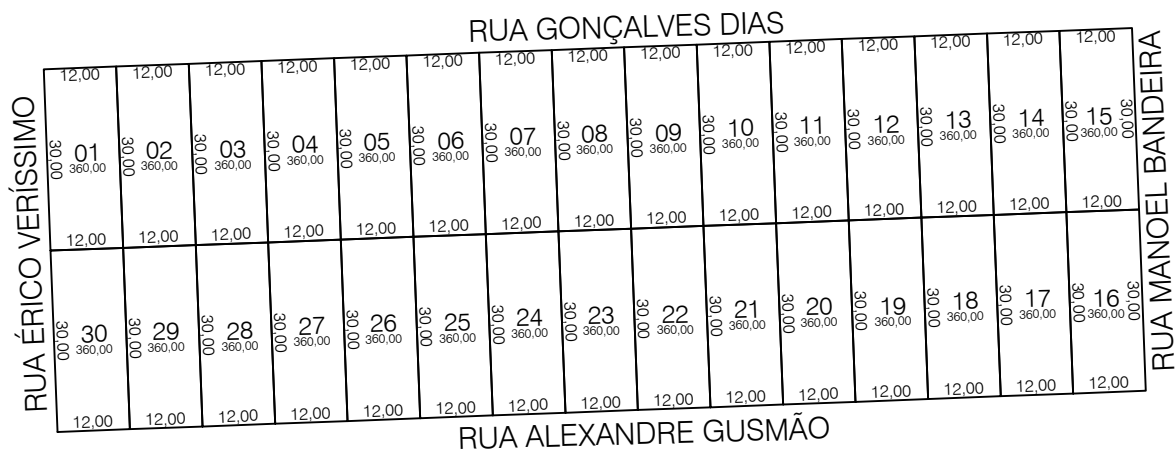 RUA GONÇALVES DIAS
RUA ÉRICO VERÍSSIMO
RUA MANOEL BANDEIRA
12,00 12,00 12,00 12,00 12,00 12,00 12,00 12,00 12,00 12,00 12,00 12,00 12,00 12,00 12,00
30,00 01 30,00 02 30,00 03 30,00 04 30,00 05 30,00 06 30,00 07 30,00 08 30,00 09 30,00 10 30,00 11 30,00 12 30,00 13 30,00 14 30,00 15 30,00
360,00 360,00 360,00 360,00 360,00 360,00 360,00 360,00 360,00 360,00 360,00 360,00 360,00 360,00 360,00
12,00 12,00 12,00 12,00 12,00 12,00 12,00 12,00 12,00 12,00 12,00 12,00 12,00 12,00 12,00
30,00 30 30,00 29 30,00 28 30,00 27 30,00 26 30,00 25 30,00 24 30,00 23 30,00 22 30,00 21 30,00 20 30,00 19 30,00 18 30,00 17 30,00 16 30,00
360,00 360,00 360,00 360,00 360,00 360,00 360,00 360,00 360,00 360,00 360,00 360,00 360,00 360,00 360,00
12,00 12,00 12,00 12,00 12,00 12,00 12,00 12,00 12,00 12,00 12,00 12,00 12,00 12,00 12,00
RUA ALEXANDRE GUSMÃO